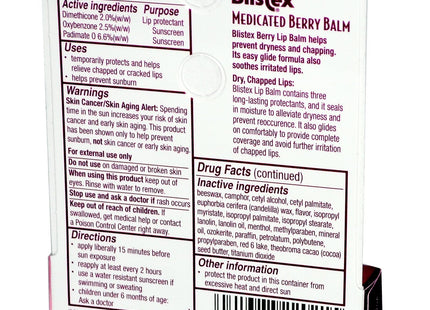 Active ingredients Purpose
Dimethicone 2.0%(w/w) Lip protectant
Oxybenzone 2.5%(w/w) Sunscreen
Padimate O 6.6%(w/w) Sunscreen
Uses
• temporarily protects and helps
relieve chapped or cracked lips
• helps prevent sunburn
Warnings
Skin Cancer/Skin Aging Alert: Spending
time in the sun increases your risk of skin
cancer and early skin aging. This product
has been shown only to help prevent
sunburn, not skin cancer or early skin aging.
For external use only
Do not use on damaged or broken skin
When using this product keep out of
eyes. Rinse with water to remove.
Stop use and ask a doctor if rash occurs
Keep out of reach of children. If
swallowed, get medical help or contact
a Poison Control Center right away.
Directions
• apply liberally 15 minutes before
sun exposure
• reapply at least every 2 hours
• use a water resistant sunscreen if
swimming or sweating
• children under 6 months of age:
Ask a doctor
Blistex
MEDICATED BERRY BALM
Blistex Berry Lip Balm helps
prevent dryness and chapping.
Its easy glide formula also
soothes irritated lips.
Dry, Chapped Lips:
Blistex Lip Balm contains three
long-lasting protectants, and it seals
in moisture to alleviate dryness and
prevent reoccurence. It also glides
on comfortably to provide complete
coverage and avoid further irritation
of chapped lips.
Drug Facts (continued)
Inactive ingredients
beeswax, camphor, cetyl alcohol, cetyl palmitate,
euphorbia cerifera (candelilla) wax, flavor, isopropyl
myristate, isopropyl palmitate, isopropyl stearate,
lanolin, lanolin oil, menthol, methylparaben, mineral
oil, ozokerite, paraffin, petrolatum, polybutene,
propylparaben, red 6 lake, theobroma cacao (cocoa)
seed butter, titanium dioxide
Other information
• protect the product in this container from
excessive heat and direct sun